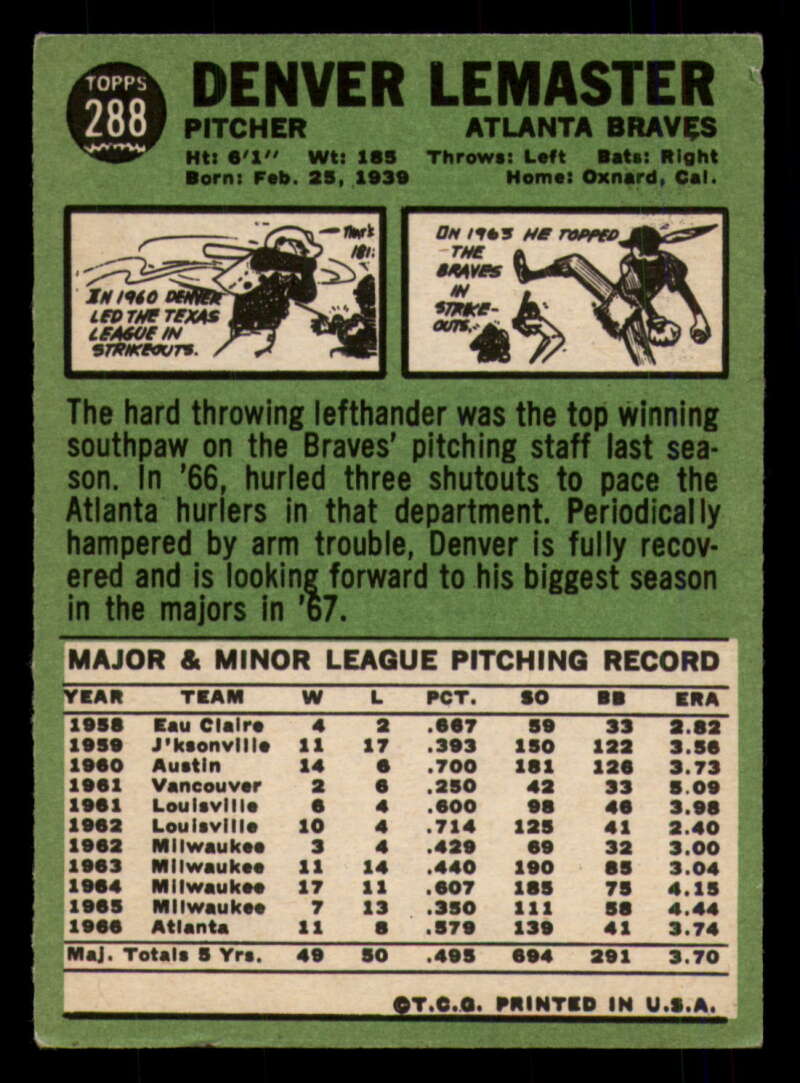 TOPPS
288
DENVER LEMASTER
PITCHER ATLANTA BRAVES
Ht: 6'1" Wt: 185 Throws: Left Bats: Right
Born: Feb. 25, 1939 Home: Oxnard, Cal.
THAT'S
181!
IN 1960 DENVER
LED THE TEXAS
LEAGUE IN
STRIKEOUTS.
ON 1963 HE TOPPED
THE
BRAVES
IN
STRIKE-
OUTS.
The hard throwing lefthander was the top winning
southpaw on the Braves' pitching staff last sea-
son. In '66, hurled three shutouts to pace the
Atlanta hurlers in that department. Periodically
hampered by arm trouble, Denver is fully recov-
ered and is looking forward to his biggest season
in the majors in '67.
MAJOR & MINOR LEAGUE PITCHING RECORD
YEAR TEAM W L PCT. SO BB ERA
1958 Eau Claire 4 2 .667 59 33 2.82
1959 J'ksonville 11 17 .393 150 122 3.56
1960 Austin 14 6 .700 181 126 3.73
1961 Vancouver 2 6 .250 42 33 5.09
1961 Louisville 6 4 .600 98 46 3.98
1962 Louisville 10 4 .714 125 41 2.40
1962 Milwaukee 3 4 .429 69 32 3.00
1963 Milwaukee 11 14 .440 190 85 3.04
1964 Milwaukee 17 11 .607 185 75 4.15
1965 Milwaukee 7 13 .350 111 58 4.44
1966 Atlanta 11 8 .579 139 41 3.74
Maj. Totals 5 Yrs. 49 50 .495 694 291 3.70
©T.C.G. PRINTED IN U.S.A.